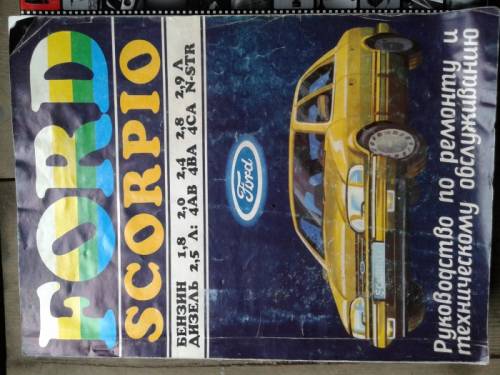 FORD
SCORPIO
БЕНЗИН 1,8 2,0 2,4 2,8 2,9 Л
ДИЗЕЛЬ 2,5 Л: 4AB 4BA 4CA N-STR
Ford
Руководство по ремонту и
техническому обслуживанию